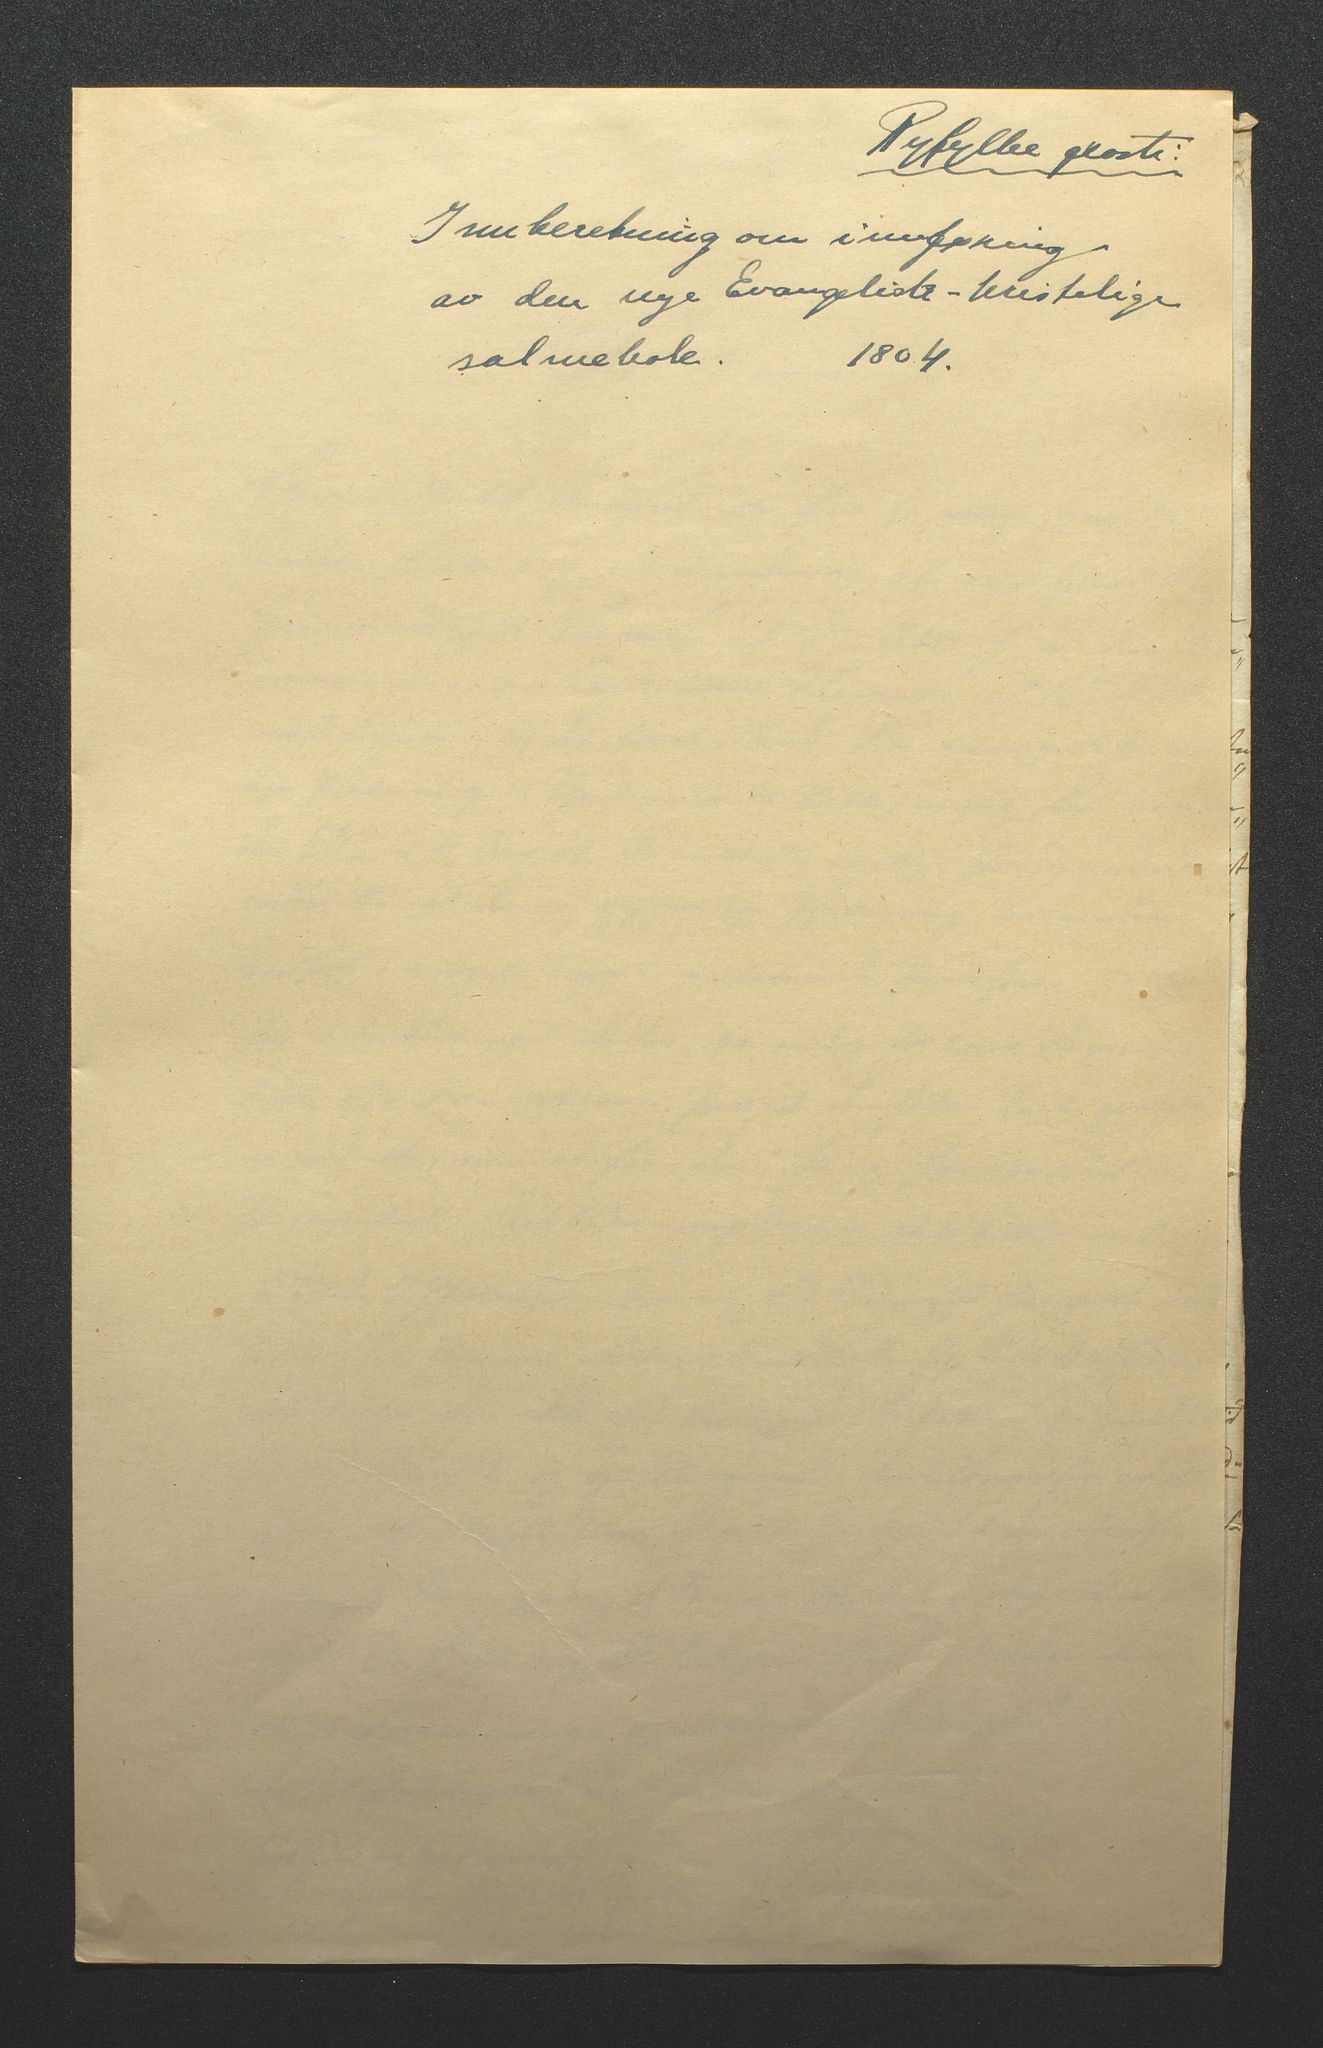 Ryfylke prosti:
Innberetning om innføring
av den nye Evangelisk-kristelige
salmebok. 1804.